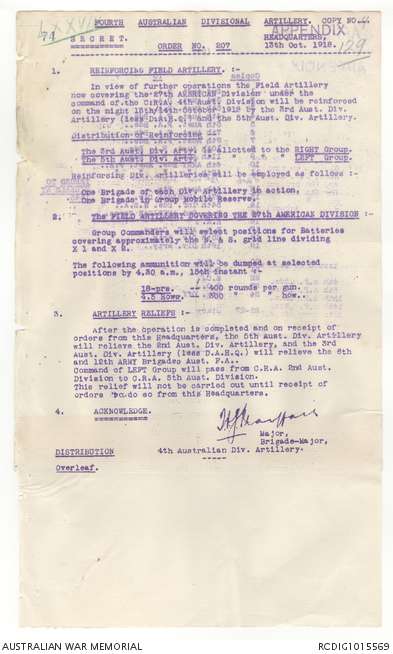 FOURTH AUSTRALIAN DIVISIONAL ARTILLERY. COPY NO.
APPENDIX
129
SECRET. HEADQUARTERS,
13th Oct. 1918.
ORDER NO. 207
1. REINFORCING FIELD ARTILLERY.
In view of further operations the Field Artillery
now covering the 27th AMERICAN Division under the
command of the C.R.A. 4th Aust. Division will be reinforced
on the night 13th/14th October 1918 by the 3rd Aust. Div.
Artillery (less D.A.H.Q.) and the 5th Aust. Div. Artillery.
Distribution of Reinforcing
The 3rd Aust. Div. Arty. is allotted to the RIGHT Group.
The 5th Aust. Div. Arty. " " " " LEFT Group.
Reinforcing Div. Artilleries will be employed as follows :-
One Brigade of each Div Artillery in action.
One Brigade in Group Mobile Reserve.
2. The FIELD ARTILLERY COVERING THE 27th AMERICAN DIVISION :-
Group Commanders will select positions for Batteries
covering approximately the N. & S. grid line dividing
The following ammunition will be dumped at selected
positions by 4.30 a.m., 15th instant :-
18-prs. -- 400 rounds per gun.
4.5 Hows. 300 " " how..
3. ARTILLERY RELIEFS :-
After the operation is completed and on receipt of
orders from this Headquarters, the 5th Aust. Div. Artillery
will relieve the 2nd Aust. Div. Artillery, and the 3rd
Aust. Div. Artillery (less D.A.H.Q.) will relieve the 6th
and 12th ARMY Brigades Aust. F.A..
Command of LEFT Group will pass from C.R.A. 2nd Aust.
Division to C.R.A. 5th Aust. Division.
This relief will not be carried out until receipt of
orders to do so from this Headquarters.
4. ACKNOWLEDGE.
Major,
Brigade-Major,
DISTRIBUTION 4th Australian Div. Artillery.
Overleaf.
AUSTRALIAN WAR MEMORIAL RCDIG1015569